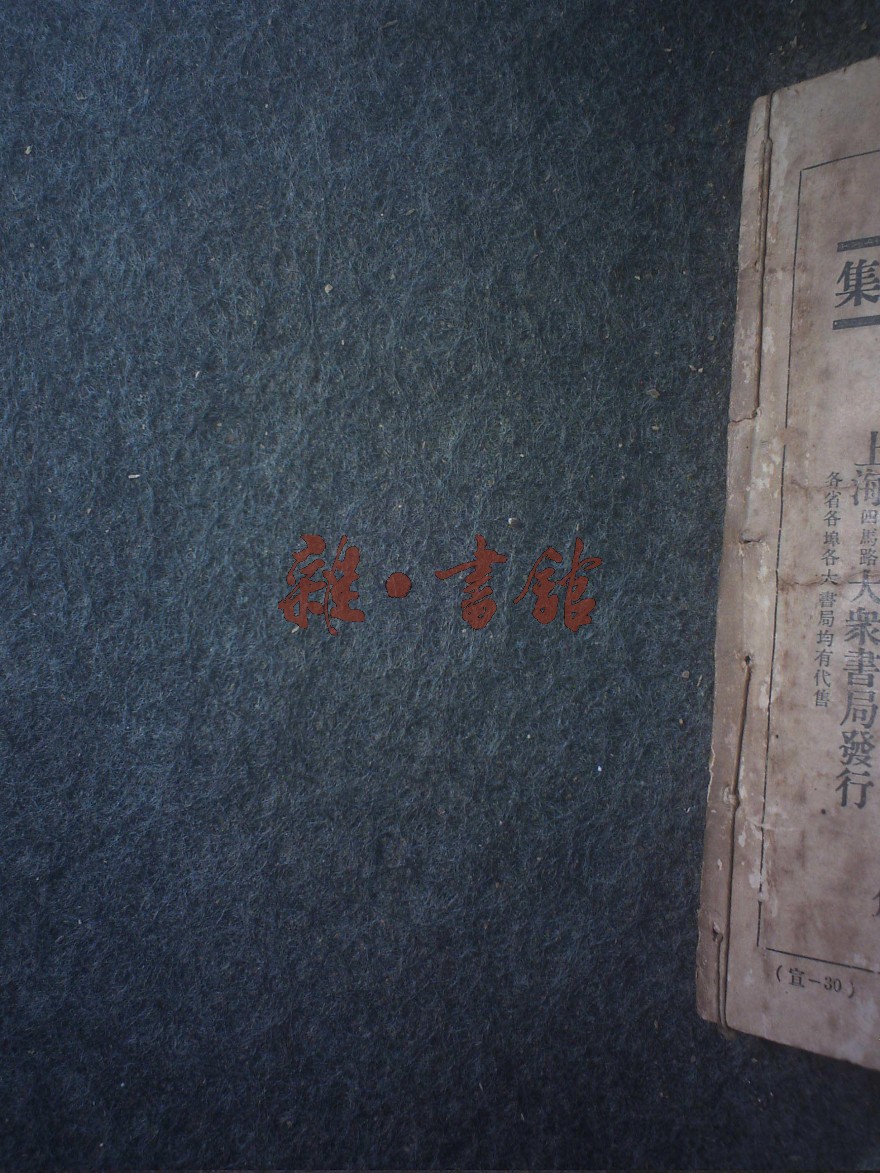 集
上海四馬路大衆書局發行
各省各埠各大書局均有代售
(宣-30)
雜·書館